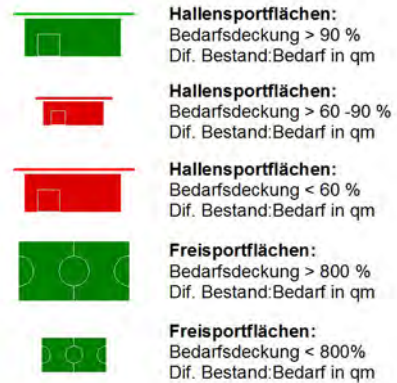 Hallensportflächen:
Bedarfsdeckung > 90 %
Dif. Bestand:Bedarf in qm
Hallensportflächen:
Bedarfsdeckung > 60 -90 %
Dif. Bestand:Bedarf in qm
Hallensportflächen:
Bedarfsdeckung < 60 %
Dif. Bestand:Bedarf in qm
Freisportflächen:
Bedarfsdeckung > 800 %
Dif. Bestand:Bedarf in qm
Freisportflächen:
Bedarfsdeckung < 800%
Dif. Bestand:Bedarf in qm